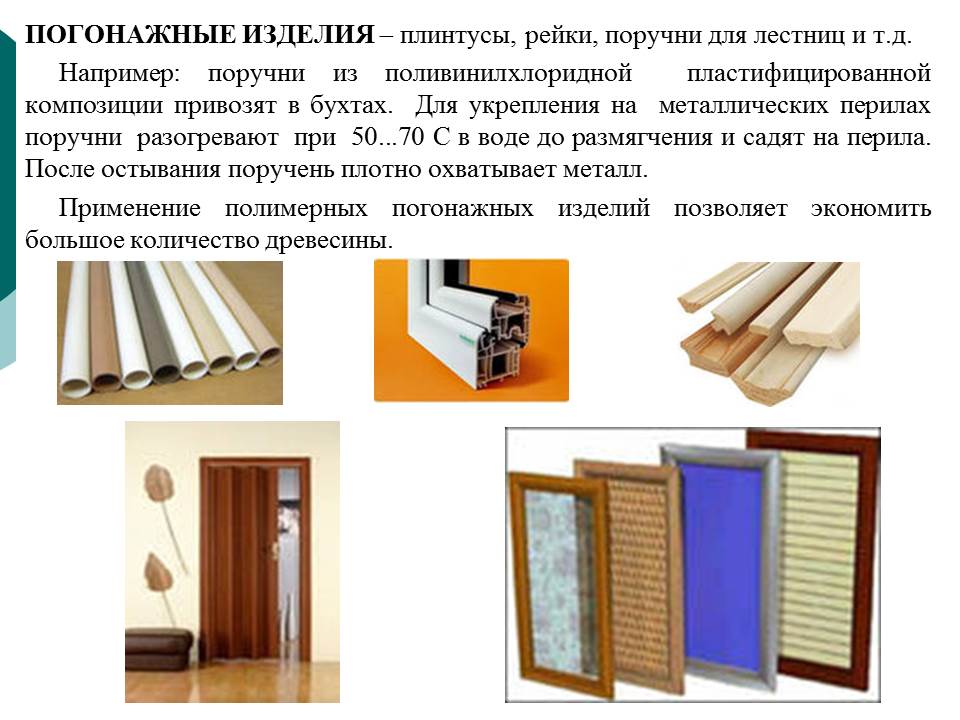 ПОГОНАЖНЫЕ ИЗДЕЛИЯ – плинтусы, рейки, поручни для лестниц и т.д.
Например: поручни из поливинилхлоридной пластифицированной
композиции привозят в бухтах. Для укрепления на металлических перилах
поручни разогревают при 50...70 С в воде до размягчения и садят на перила.
После остывания поручень плотно охватывает металл.
Применение полимерных погонажных изделий позволяет экономить
большое количество древесины.